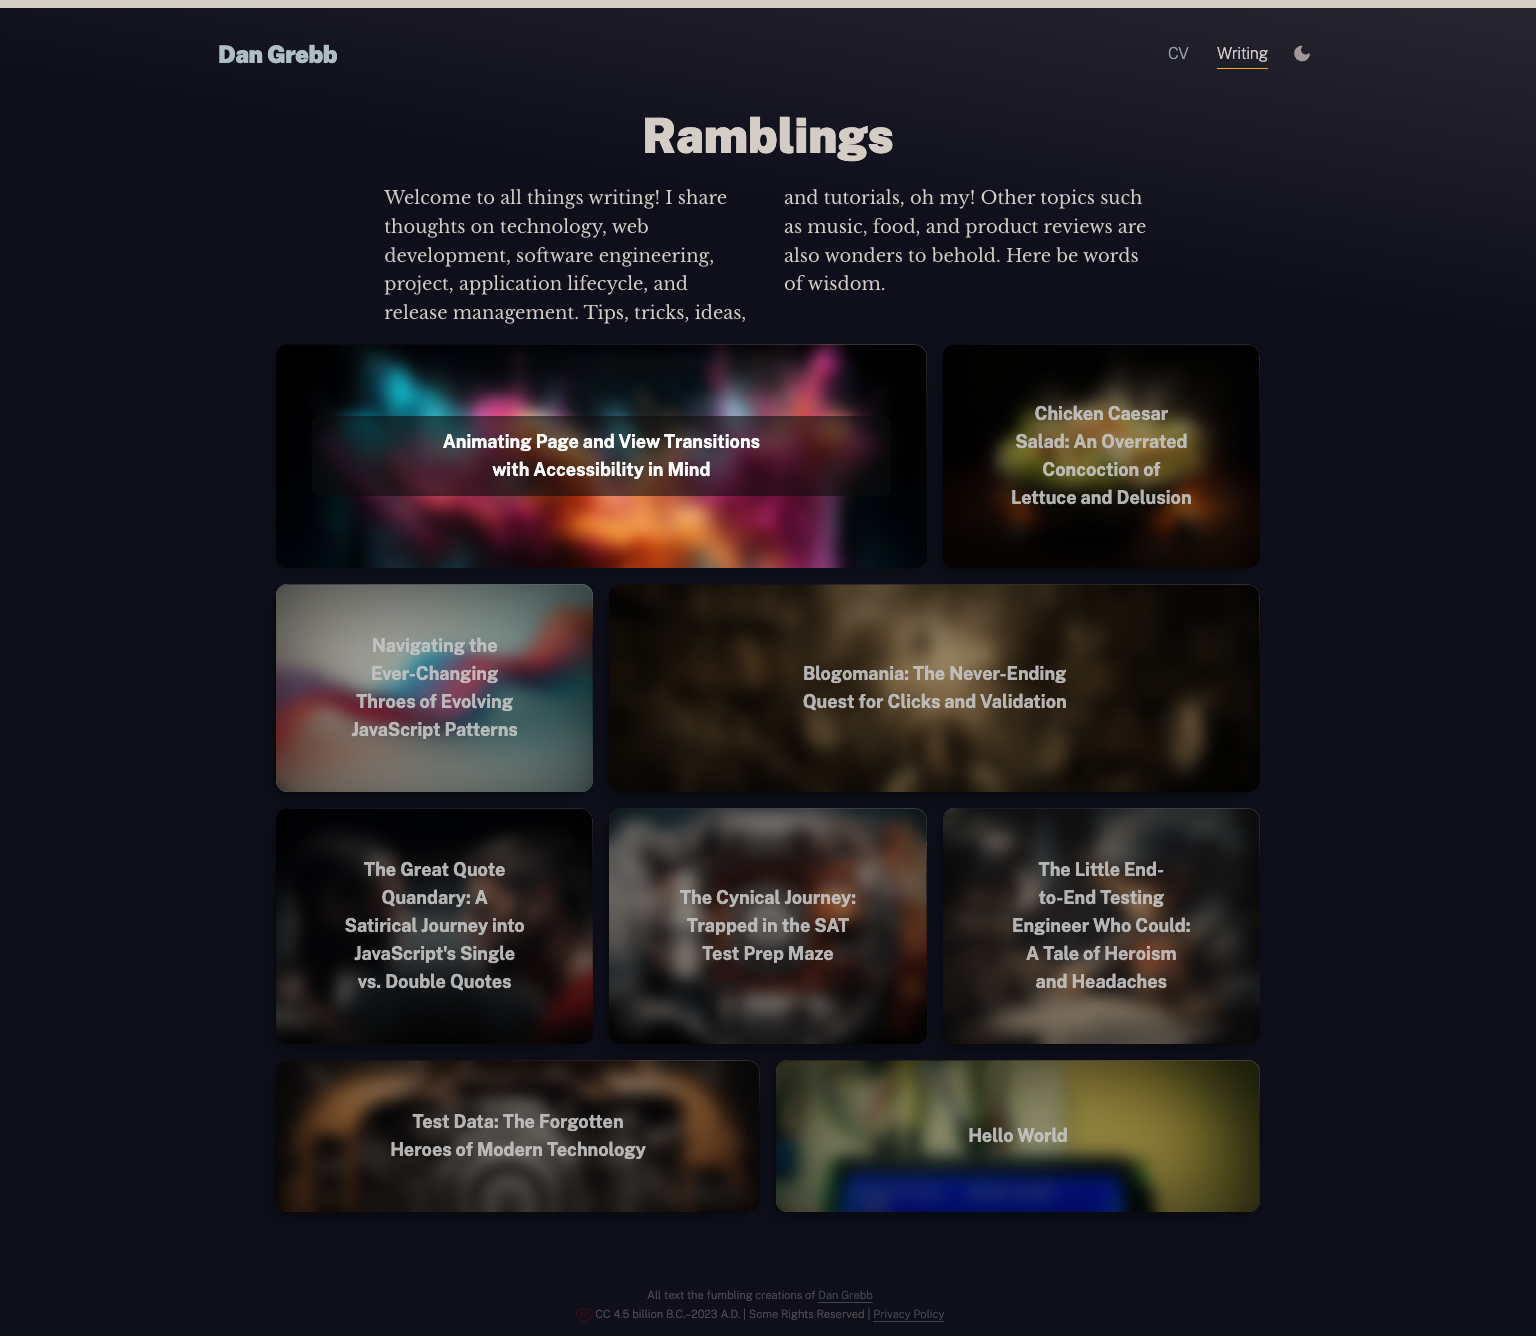 Dan Grebb
CV
Writing
Ramblings
Welcome to all things writing! I share
thoughts on technology, web
development, software engineering,
project, application lifecycle, and
release management. Tips, tricks, ideas,
and tutorials, oh my! Other topics such
as music, food, and product reviews are
also wonders to behold. Here be words
of wisdom.
Animating Page and View Transitions
with Accessibility in Mind
Chicken Caesar
Salad: An Overrated
Concoction of
Lettuce and Delusion
Navigating the
Ever-Changing
Throes of Evolving
JavaScript Patterns
Blogomania: The Never-Ending
Quest for Clicks and Validation
The Great Quote
Quandary: A
Satirical Journey into
JavaScript's Single
vs. Double Quotes
The Cynical Journey:
Trapped in the SAT
Test Prep Maze
The Little End-
to-End Testing
Engineer Who Could:
A Tale of Heroism
and Headaches
Test Data: The Forgotten
Heroes of Modern Technology
Hello World
All text the fumbling creations of Dan Grebb
CC 4.5 billion B.C.–2023 A.D. | Some Rights Reserved | Privacy Policy